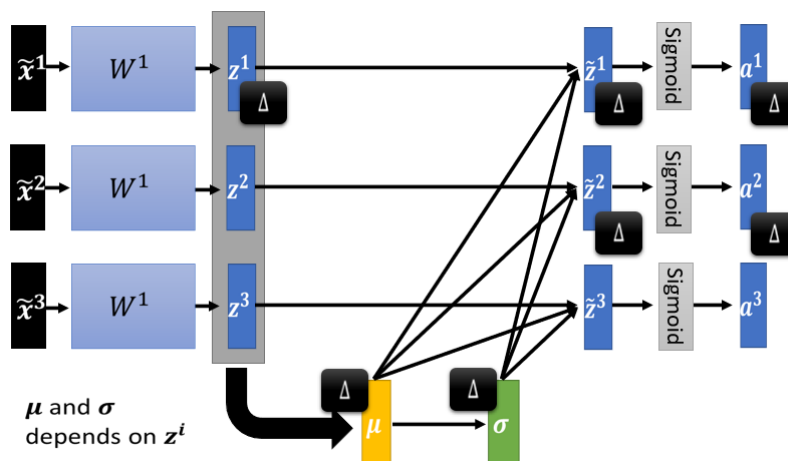 x̃¹ W¹ z¹ z̃¹ Sigmoid a¹
Δ Δ Δ
x̃² W¹ z² z̃² Sigmoid a²
Δ Δ
x̃³ W¹ z³ z̃³ Sigmoid a³
Δ Δ
μ and σ
depends on zⁱ
μ σ